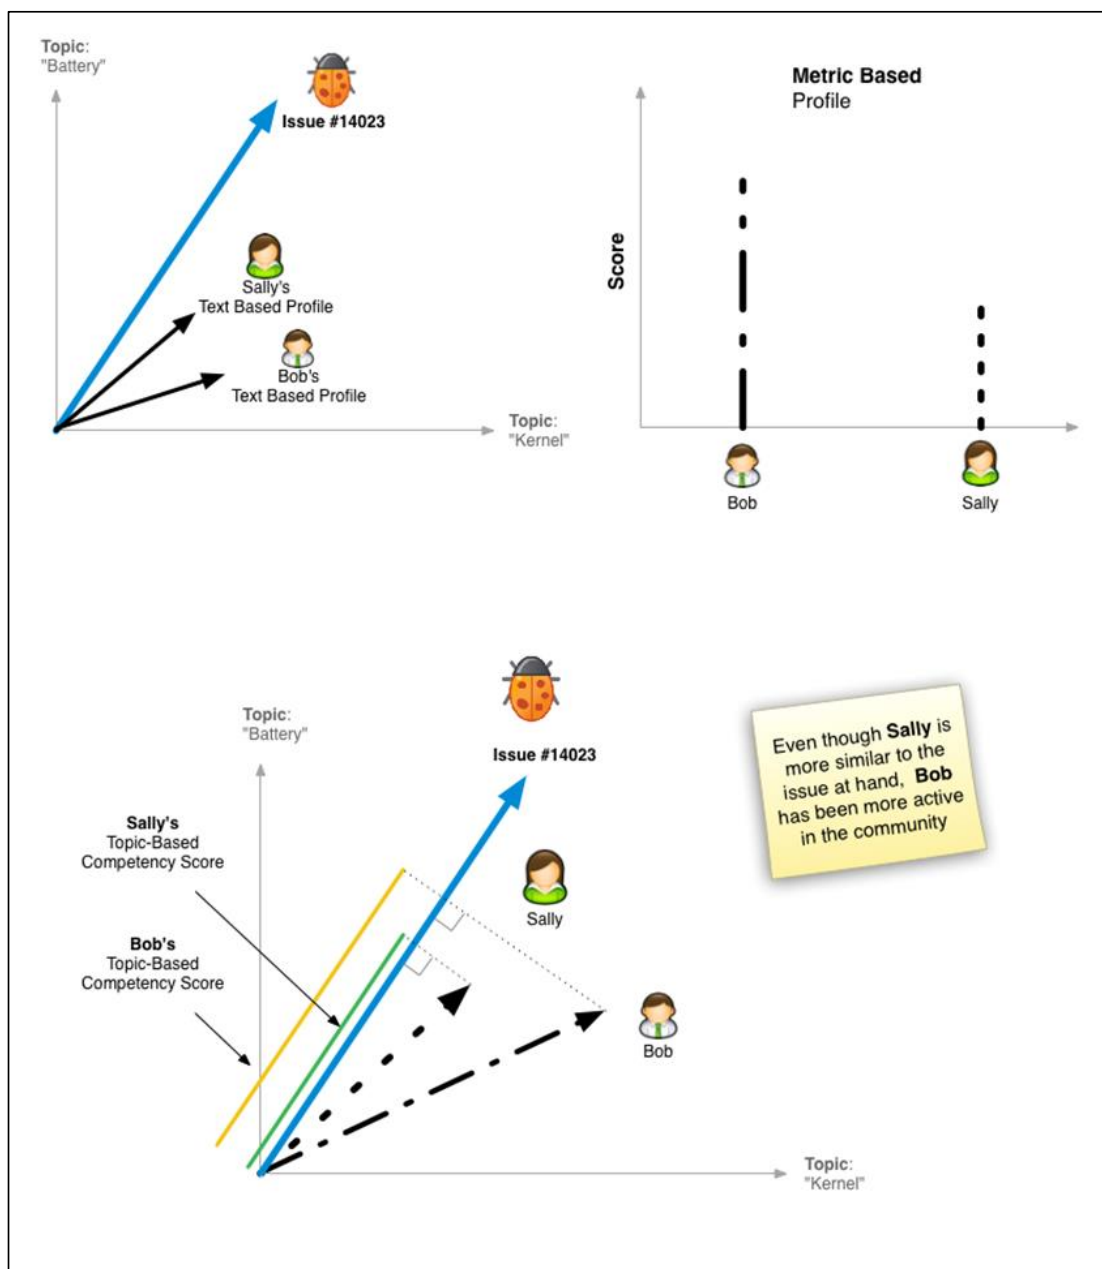 Topic:
"Battery"
Issue #14023
Sally's
Text Based Profile
Bob's
Text Based Profile
Topic:
"Kernel"
Metric Based
Profile
Score
Bob
Sally
Topic:
"Battery"
Issue #14023
Sally's
Topic-Based
Competency Score
Bob's
Topic-Based
Competency Score
Sally
Bob
Topic:
"Kernel"
Even though Sally is
more similar to the
issue at hand, Bob
has been more active
in the community